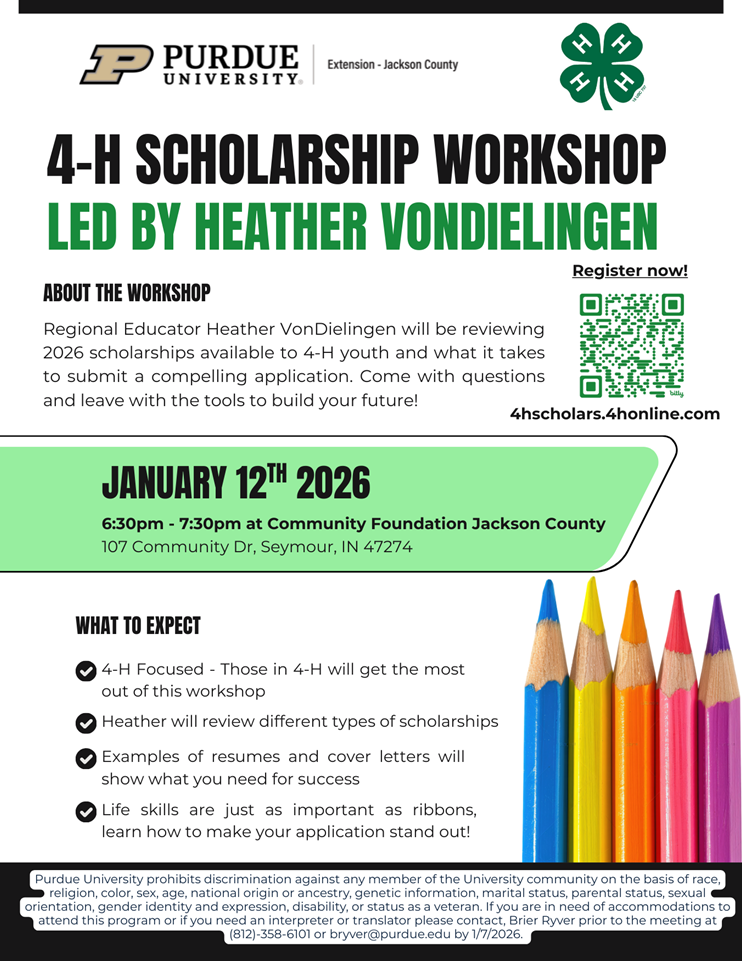 PURDUE
UNIVERSITY®
Extension - Jackson County
H H
H H
18 USC 707
4-H SCHOLARSHIP WORKSHOP
LED BY HEATHER VONDIELINGEN
Register now!
ABOUT THE WORKSHOP
Regional Educator Heather VonDielingen will be reviewing
2026 scholarships available to 4-H youth and what it takes
to submit a compelling application. Come with questions
and leave with the tools to build your future!
bitly
4hscholars.4honline.com
JANUARY 12TH 2026
6:30pm - 7:30pm at Community Foundation Jackson County
107 Community Dr, Seymour, IN 47274
WHAT TO EXPECT
4-H Focused - Those in 4-H will get the most
out of this workshop
Heather will review different types of scholarships
Examples of resumes and cover letters will
show what you need for success
Life skills are just as important as ribbons,
learn how to make your application stand out!
Purdue University prohibits discrimination against any member of the University community on the basis of race,
religion, color, sex, age, national origin or ancestry, genetic information, marital status, parental status, sexual
orientation, gender identity and expression, disability, or status as a veteran. If you are in need of accommodations to
attend this program or if you need an interpreter or translator please contact, Brier Ryver prior to the meeting at
(812)-358-6101 or bryver@purdue.edu by 1/7/2026.